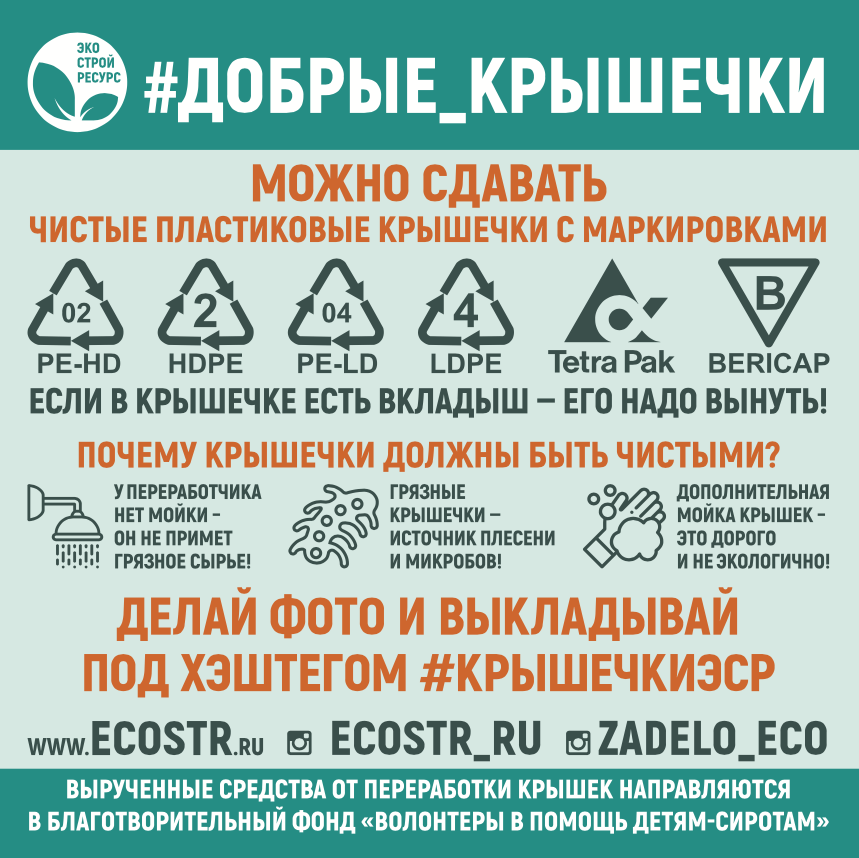 ЭКО
СТРОЙ
РЕСУРС
#ДОБРЫЕ_КРЫШЕЧКИ
МОЖНО СДАВАТЬ
ЧИСТЫЕ ПЛАСТИКОВЫЕ КРЫШЕЧКИ С МАРКИРОВКАМИ
02 2 04 4 B
PE-HD HDPE PE-LD LDPE Tetra Pak BERICAP
ЕСЛИ В КРЫШЕЧКЕ ЕСТЬ ВКЛАДЫШ – ЕГО НАДО ВЫНУТЬ!
ПОЧЕМУ КРЫШЕЧКИ ДОЛЖНЫ БЫТЬ ЧИСТЫМИ?
У ПЕРЕРАБОТЧИКА
НЕТ МОЙКИ –
ОН НЕ ПРИМЕТ
ГРЯЗНОЕ СЫРЬЕ!
ГРЯЗНЫЕ
КРЫШЕЧКИ –
ИСТОЧНИК ПЛЕСЕНИ
И МИКРОБОВ!
ДОПОЛНИТЕЛЬНАЯ
МОЙКА КРЫШЕК -
ЭТО ДОРОГО
И НЕ ЭКОЛОГИЧНО!
ДЕЛАЙ ФОТО И ВЫКЛАДЫВАЙ
ПОД ХЭШТЕГОМ #КРЫШЕЧКИЭСР
WWW.ECOSTR.RU ECOSTR_RU ZADELO_ECO
ВЫРУЧЕННЫЕ СРЕДСТВА ОТ ПЕРЕРАБОТКИ КРЫШЕК НАПРАВЛЯЮТСЯ
В БЛАГОТВОРИТЕЛЬНЫЙ ФОНД «ВОЛОНТЕРЫ В ПОМОЩЬ ДЕТЯМ-СИРОТАМ»